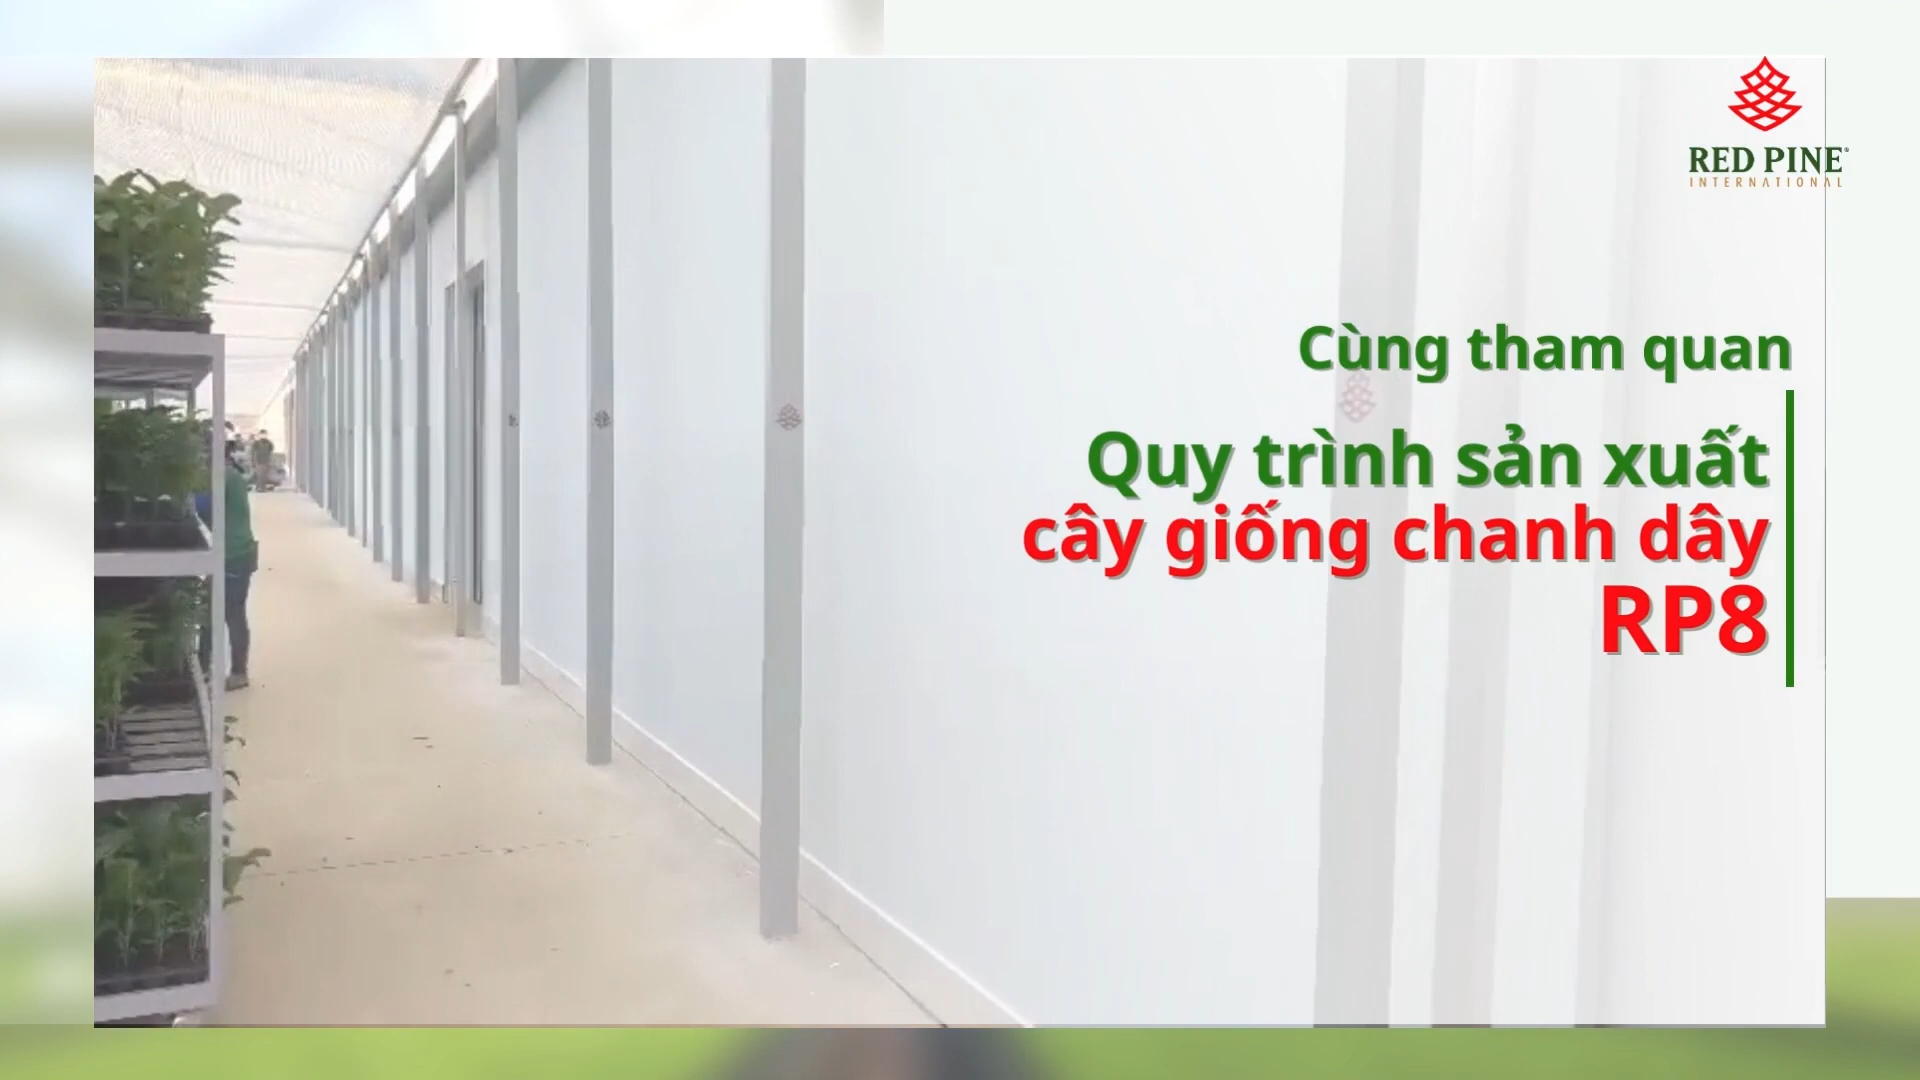 RED PINE
INTERNATIONAL
Cùng tham quan
Quy trình sản xuất
cây giống chanh dây
RP8